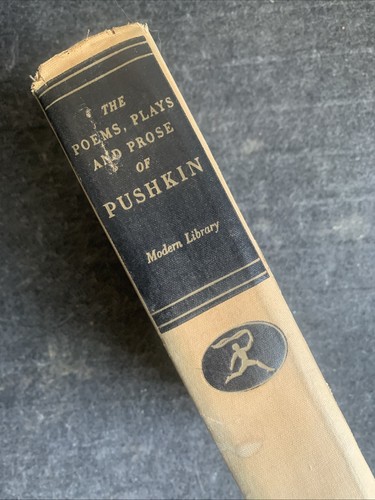 THE
POEMS, PLAYS
AND PROSE
OF
PUSHKIN
Modern Library